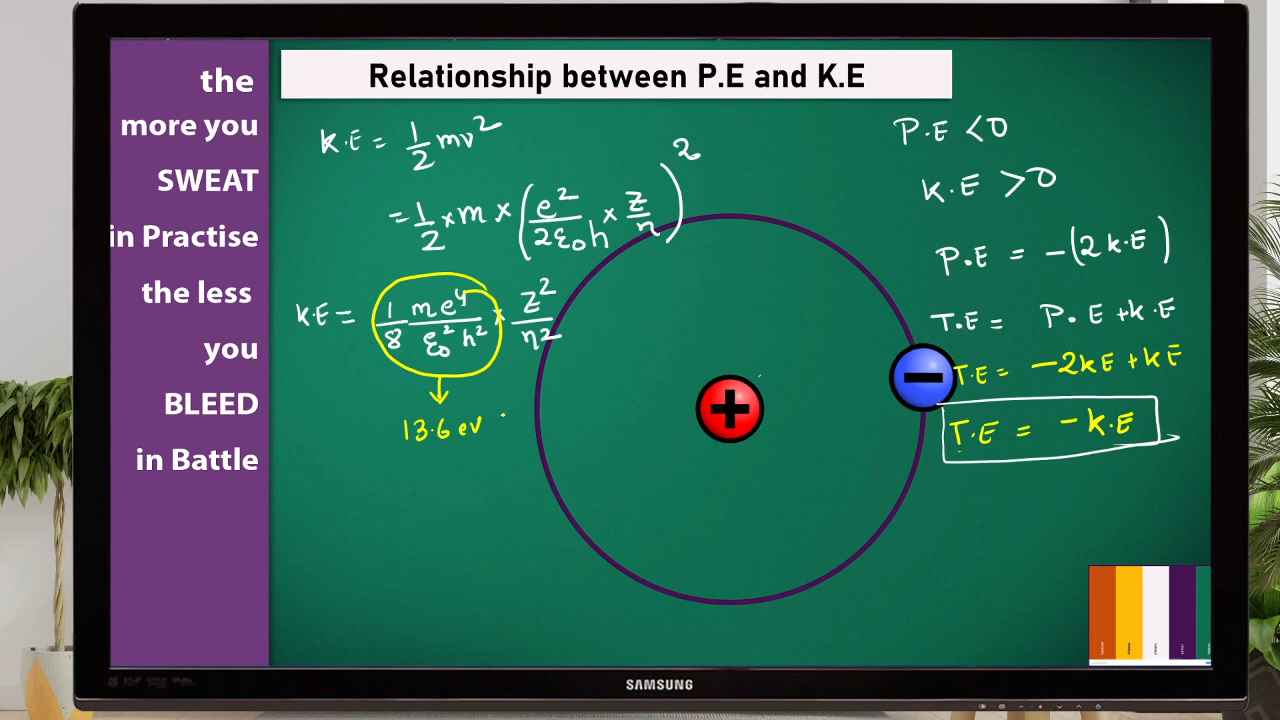 the
more you
SWEAT
in Practise
the less
you
BLEED
in Battle
Relationship between P.E and K.E
K.E = 1/2 mv²
= 1/2 × m × (e²/2ε₀h × Z/n)²
K.E = 1/8 me⁴/ε₀²h² × Z²/n²
13.6 ev
P.E < 0
K.E > 0
P.E = -(2 K.E)
T.E = P.E + K.E
T.E = -2KE + KE
T.E = -K.E
+
−
SAMSUNG